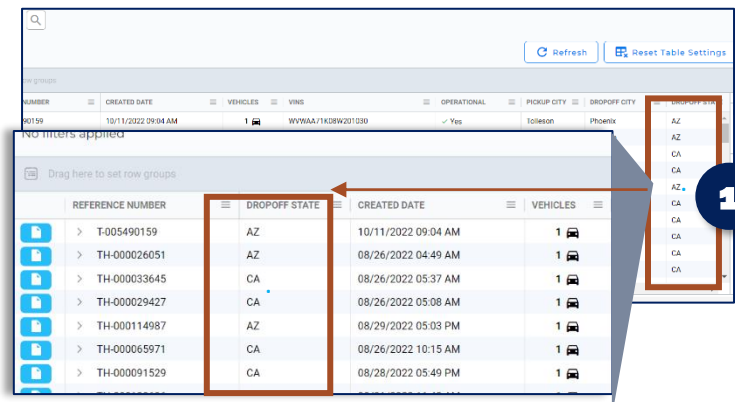 Refresh Reset Table Settings
row groups
NUMBER CREATED DATE VEHICLES VINS OPERATIONAL PICKUP CITY DROPOFF CITY DROPOFF STAT
90159 10/11/2022 09:04 AM 1 WVWAA71K08W201030 Yes Tolleson Phoenix AZ
AZ
CA
CA
AZ
CA
CA
CA
CA
CA
1
No filters applied
Drag here to set row groups
REFERENCE NUMBER DROPOFF STATE CREATED DATE VEHICLES
T-005490159 AZ 10/11/2022 09:04 AM 1
TH-000026051 AZ 08/26/2022 04:49 AM 1
TH-000033645 CA 08/26/2022 05:37 AM 1
TH-000029427 CA 08/26/2022 05:08 AM 1
TH-000114987 AZ 08/29/2022 05:03 PM 1
TH-000065971 CA 08/26/2022 10:15 AM 1
TH-000091529 CA 08/28/2022 05:49 PM 1